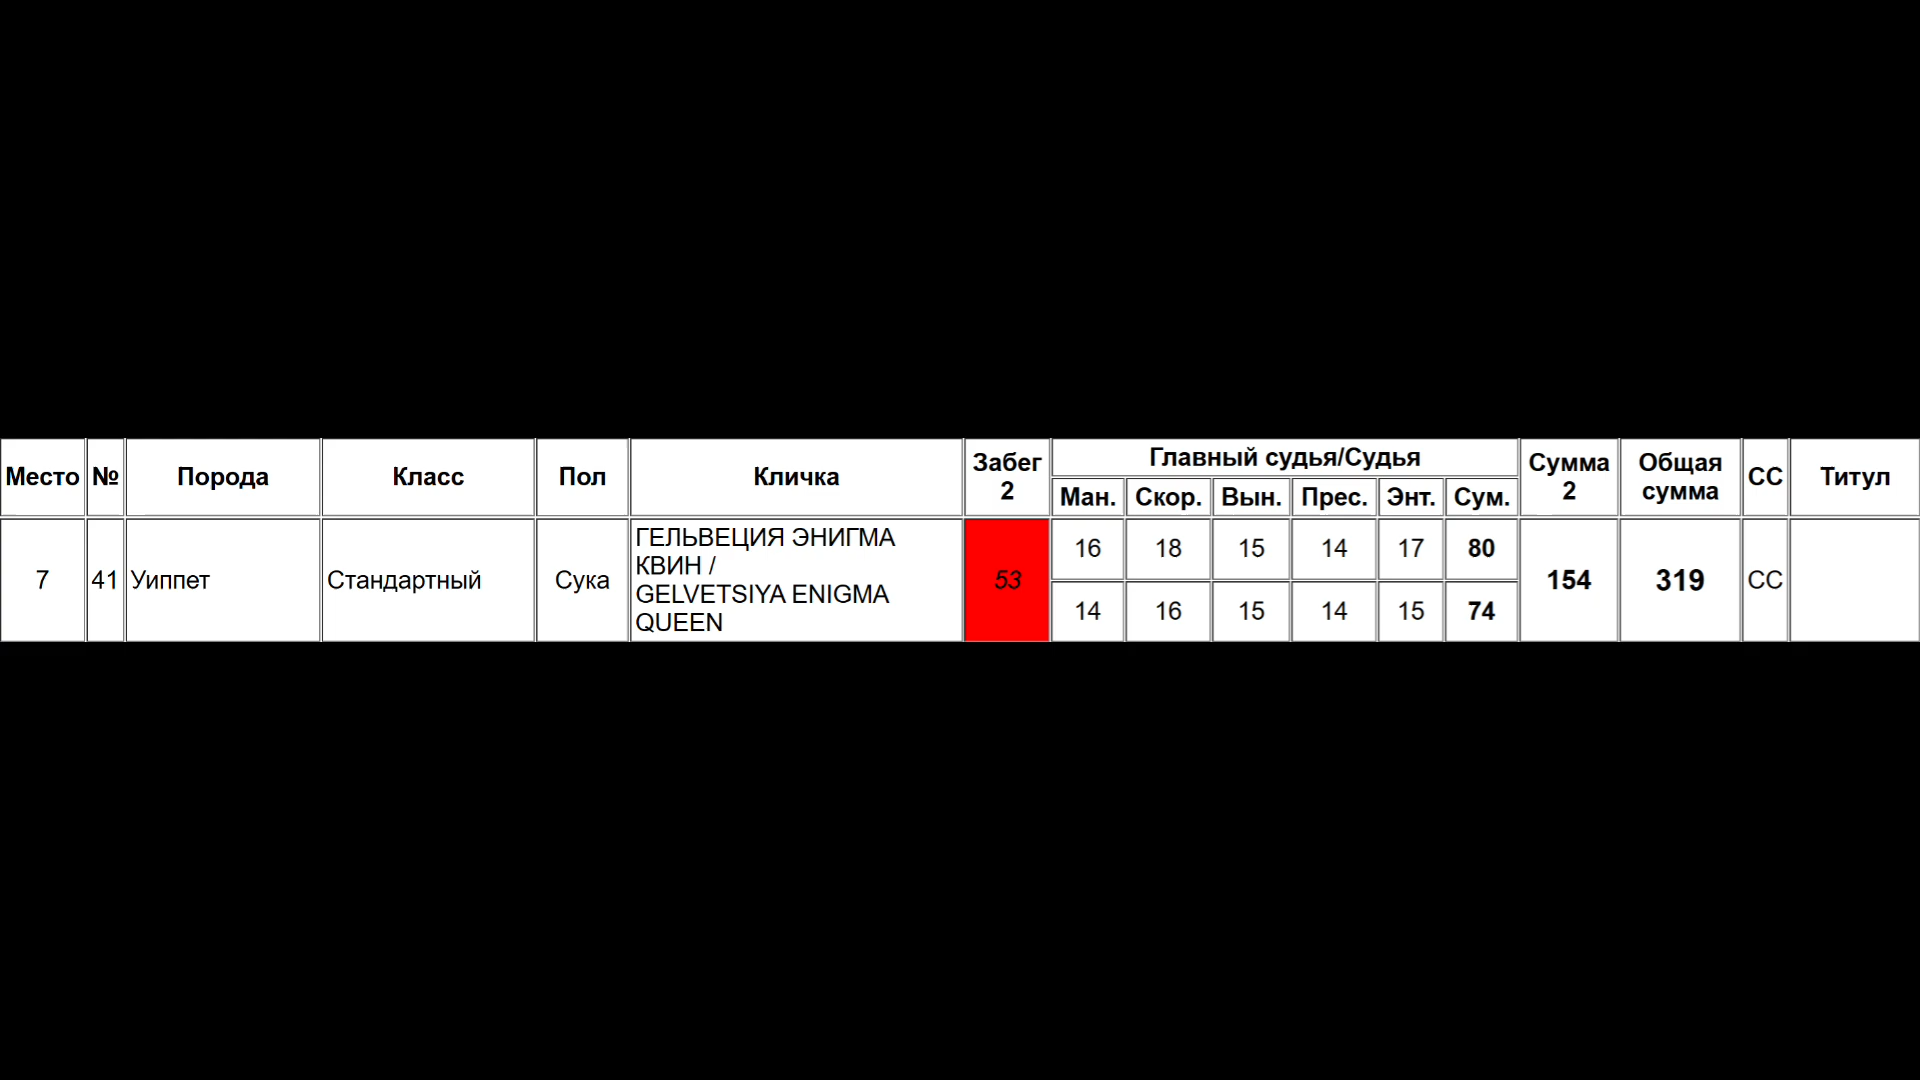 Место № Порода Класс Пол Кличка Забег 2 Главный судья/Судья Сумма 2 Общая сумма СС Титул
Ман. Скор. Вын. Прес. Энт. Сум.
7 41 Уиппет Стандартный Сука
ГЕЛЬВЕЦИЯ ЭНИГМА
КВИН /
GELVETSIYA ENIGMA
QUEEN
53
16 18 15 14 17 80
14 16 15 14 15 74
154 319 СС